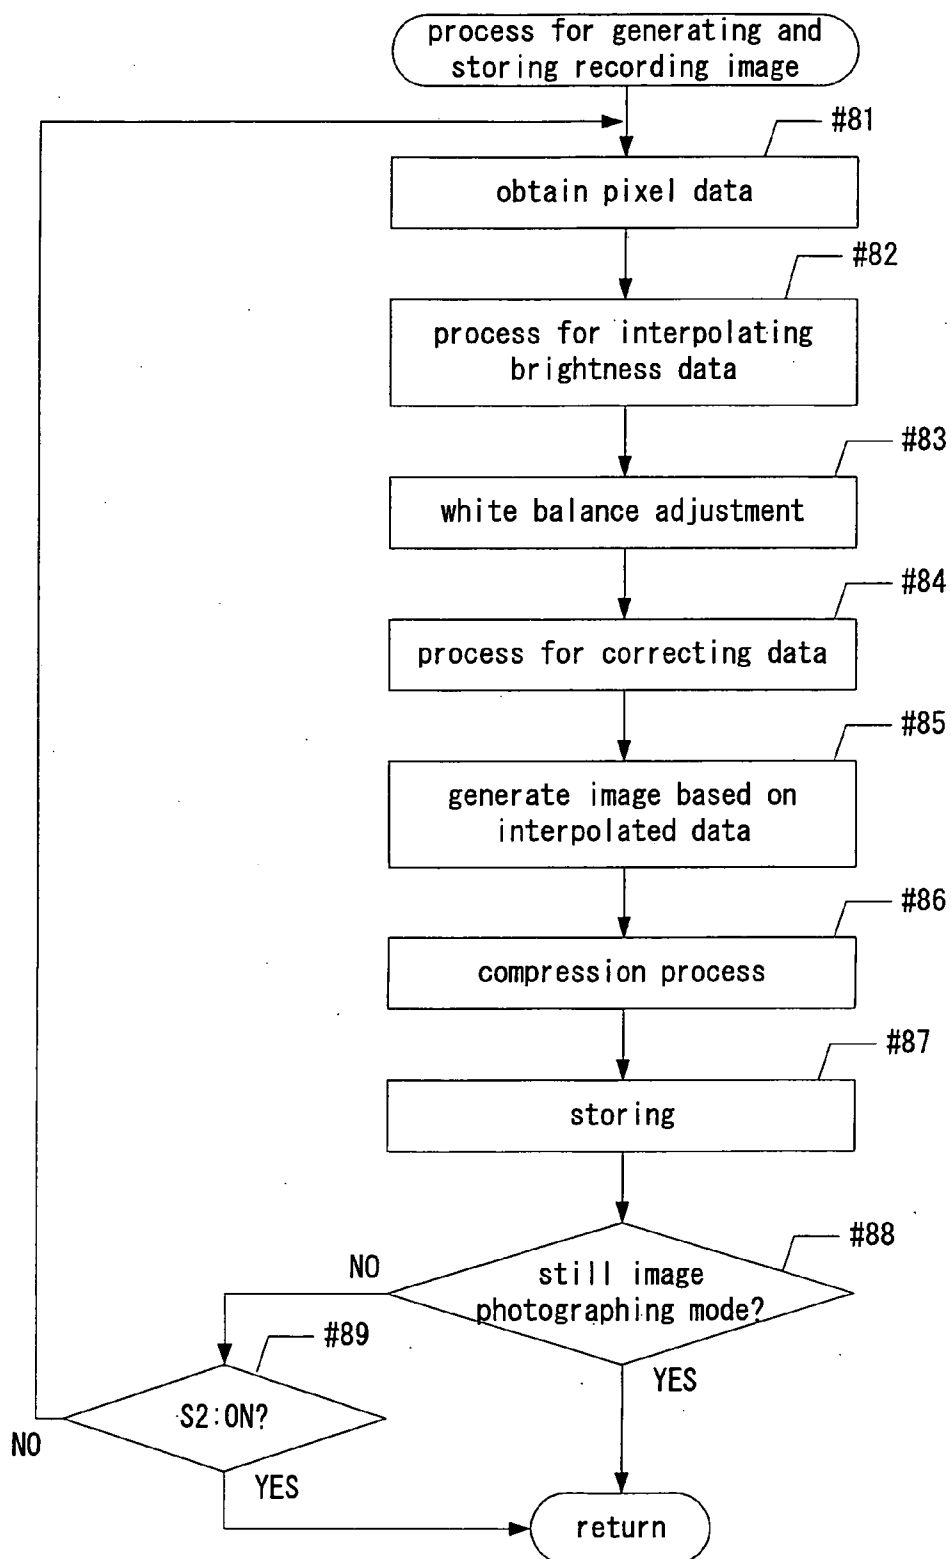 process for generating and
storing recording image
#81
obtain pixel data
#82
process for interpolating
brightness data
#83
white balance adjustment
#84
process for correcting data
#85
generate image based on
interpolated data
#86
compression process
#87
storing
#88
NO
still image
photographing mode?
#89
YES
S2:ON?
NO
YES
return